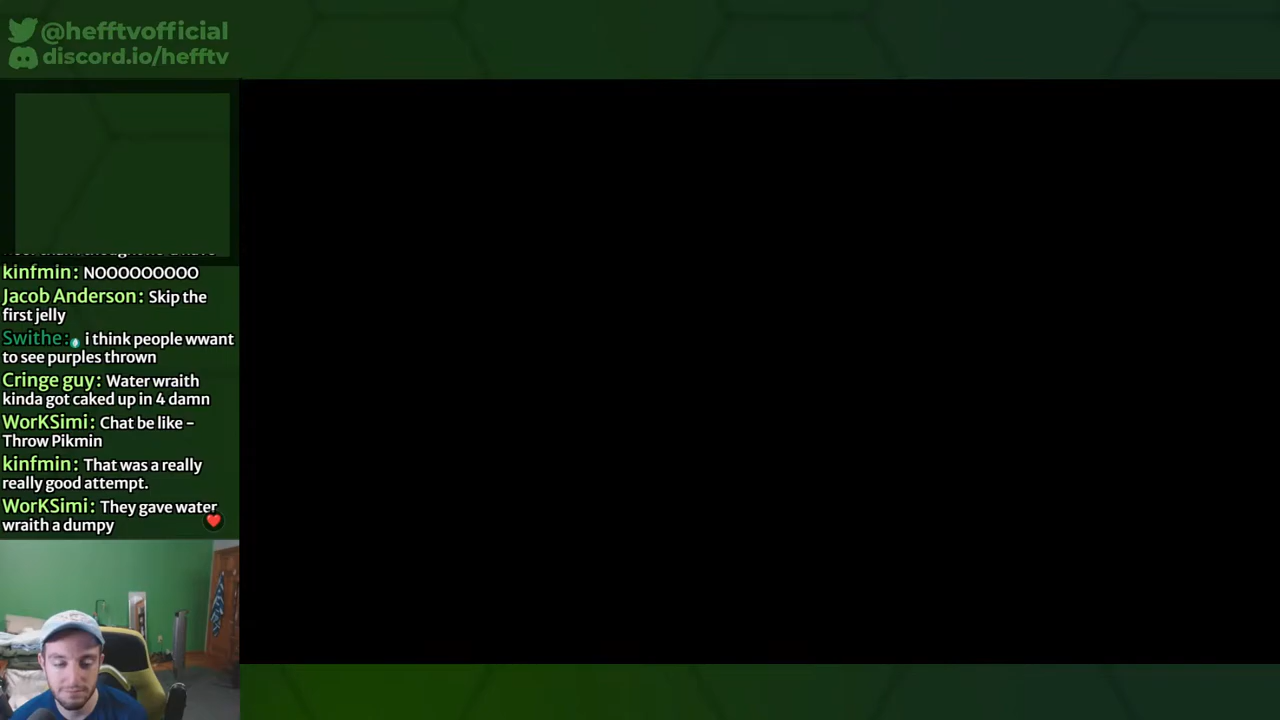 @hefftvofficial
discord.io/hefftv
kinfmin: NOOOOOOOOO
Jacob Anderson: Skip the
first jelly
Swithe: i think people wwant
to see purples thrown
Cringe guy: Water wraith
kinda got caked up in 4 damn
WorKSimi: Chat be like -
Throw Pikmin
kinfmin: That was a really
really good attempt.
WorKSimi: They gave water
wraith a dumpy